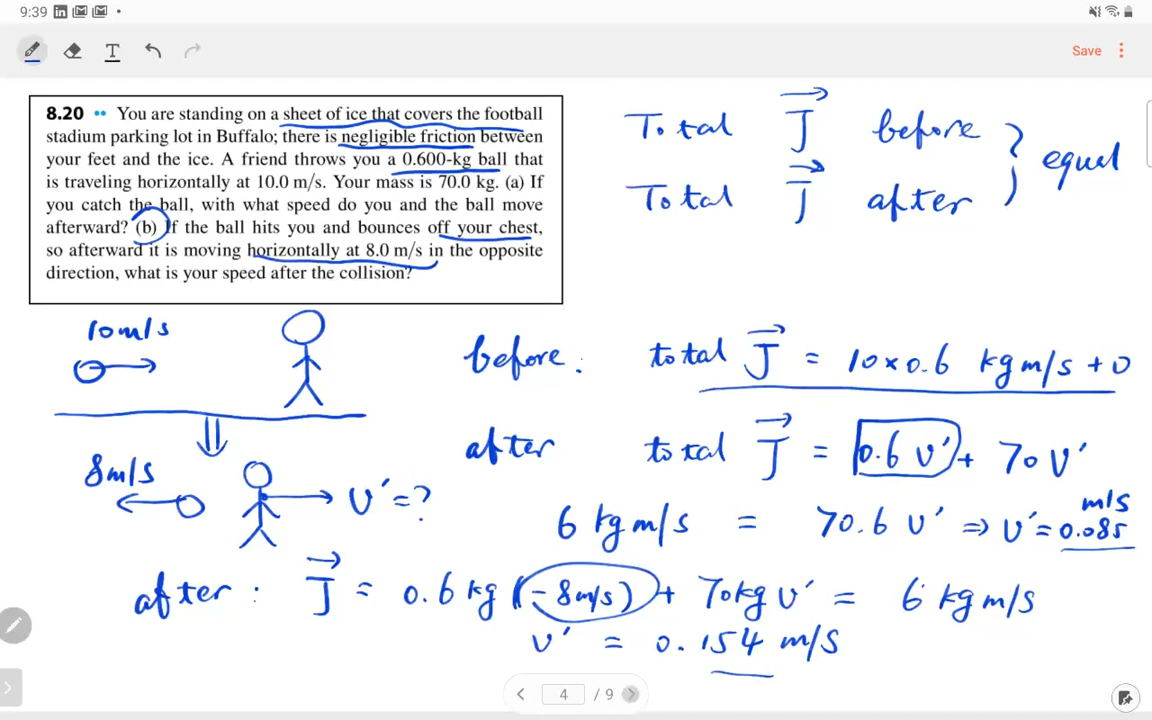 9:39
Save
8.20 •• You are standing on a sheet of ice that covers the football
stadium parking lot in Buffalo; there is negligible friction between
your feet and the ice. A friend throws you a 0.600-kg ball that
is traveling horizontally at 10.0 m/s. Your mass is 70.0 kg. (a) If
you catch the ball, with what speed do you and the ball move
afterward? (b) If the ball hits you and bounces off your chest,
so afterward it is moving horizontally at 8.0 m/s in the opposite
direction, what is your speed after the collision?
Total J⃗ before
Total J⃗ after
} equal
10m/s
before: total J⃗ = 10×0.6 kgm/s + 0
after total J⃗ = 0.6 v' + 70 v'
8m/s
v' = ?
6 kgm/s = 70.6 v' ⇒ v' = 0.085 m/s
after: J⃗ = 0.6 kg (-8m/s) + 70kg v' = 6 kgm/s
v' = 0.154 m/s
4 / 9